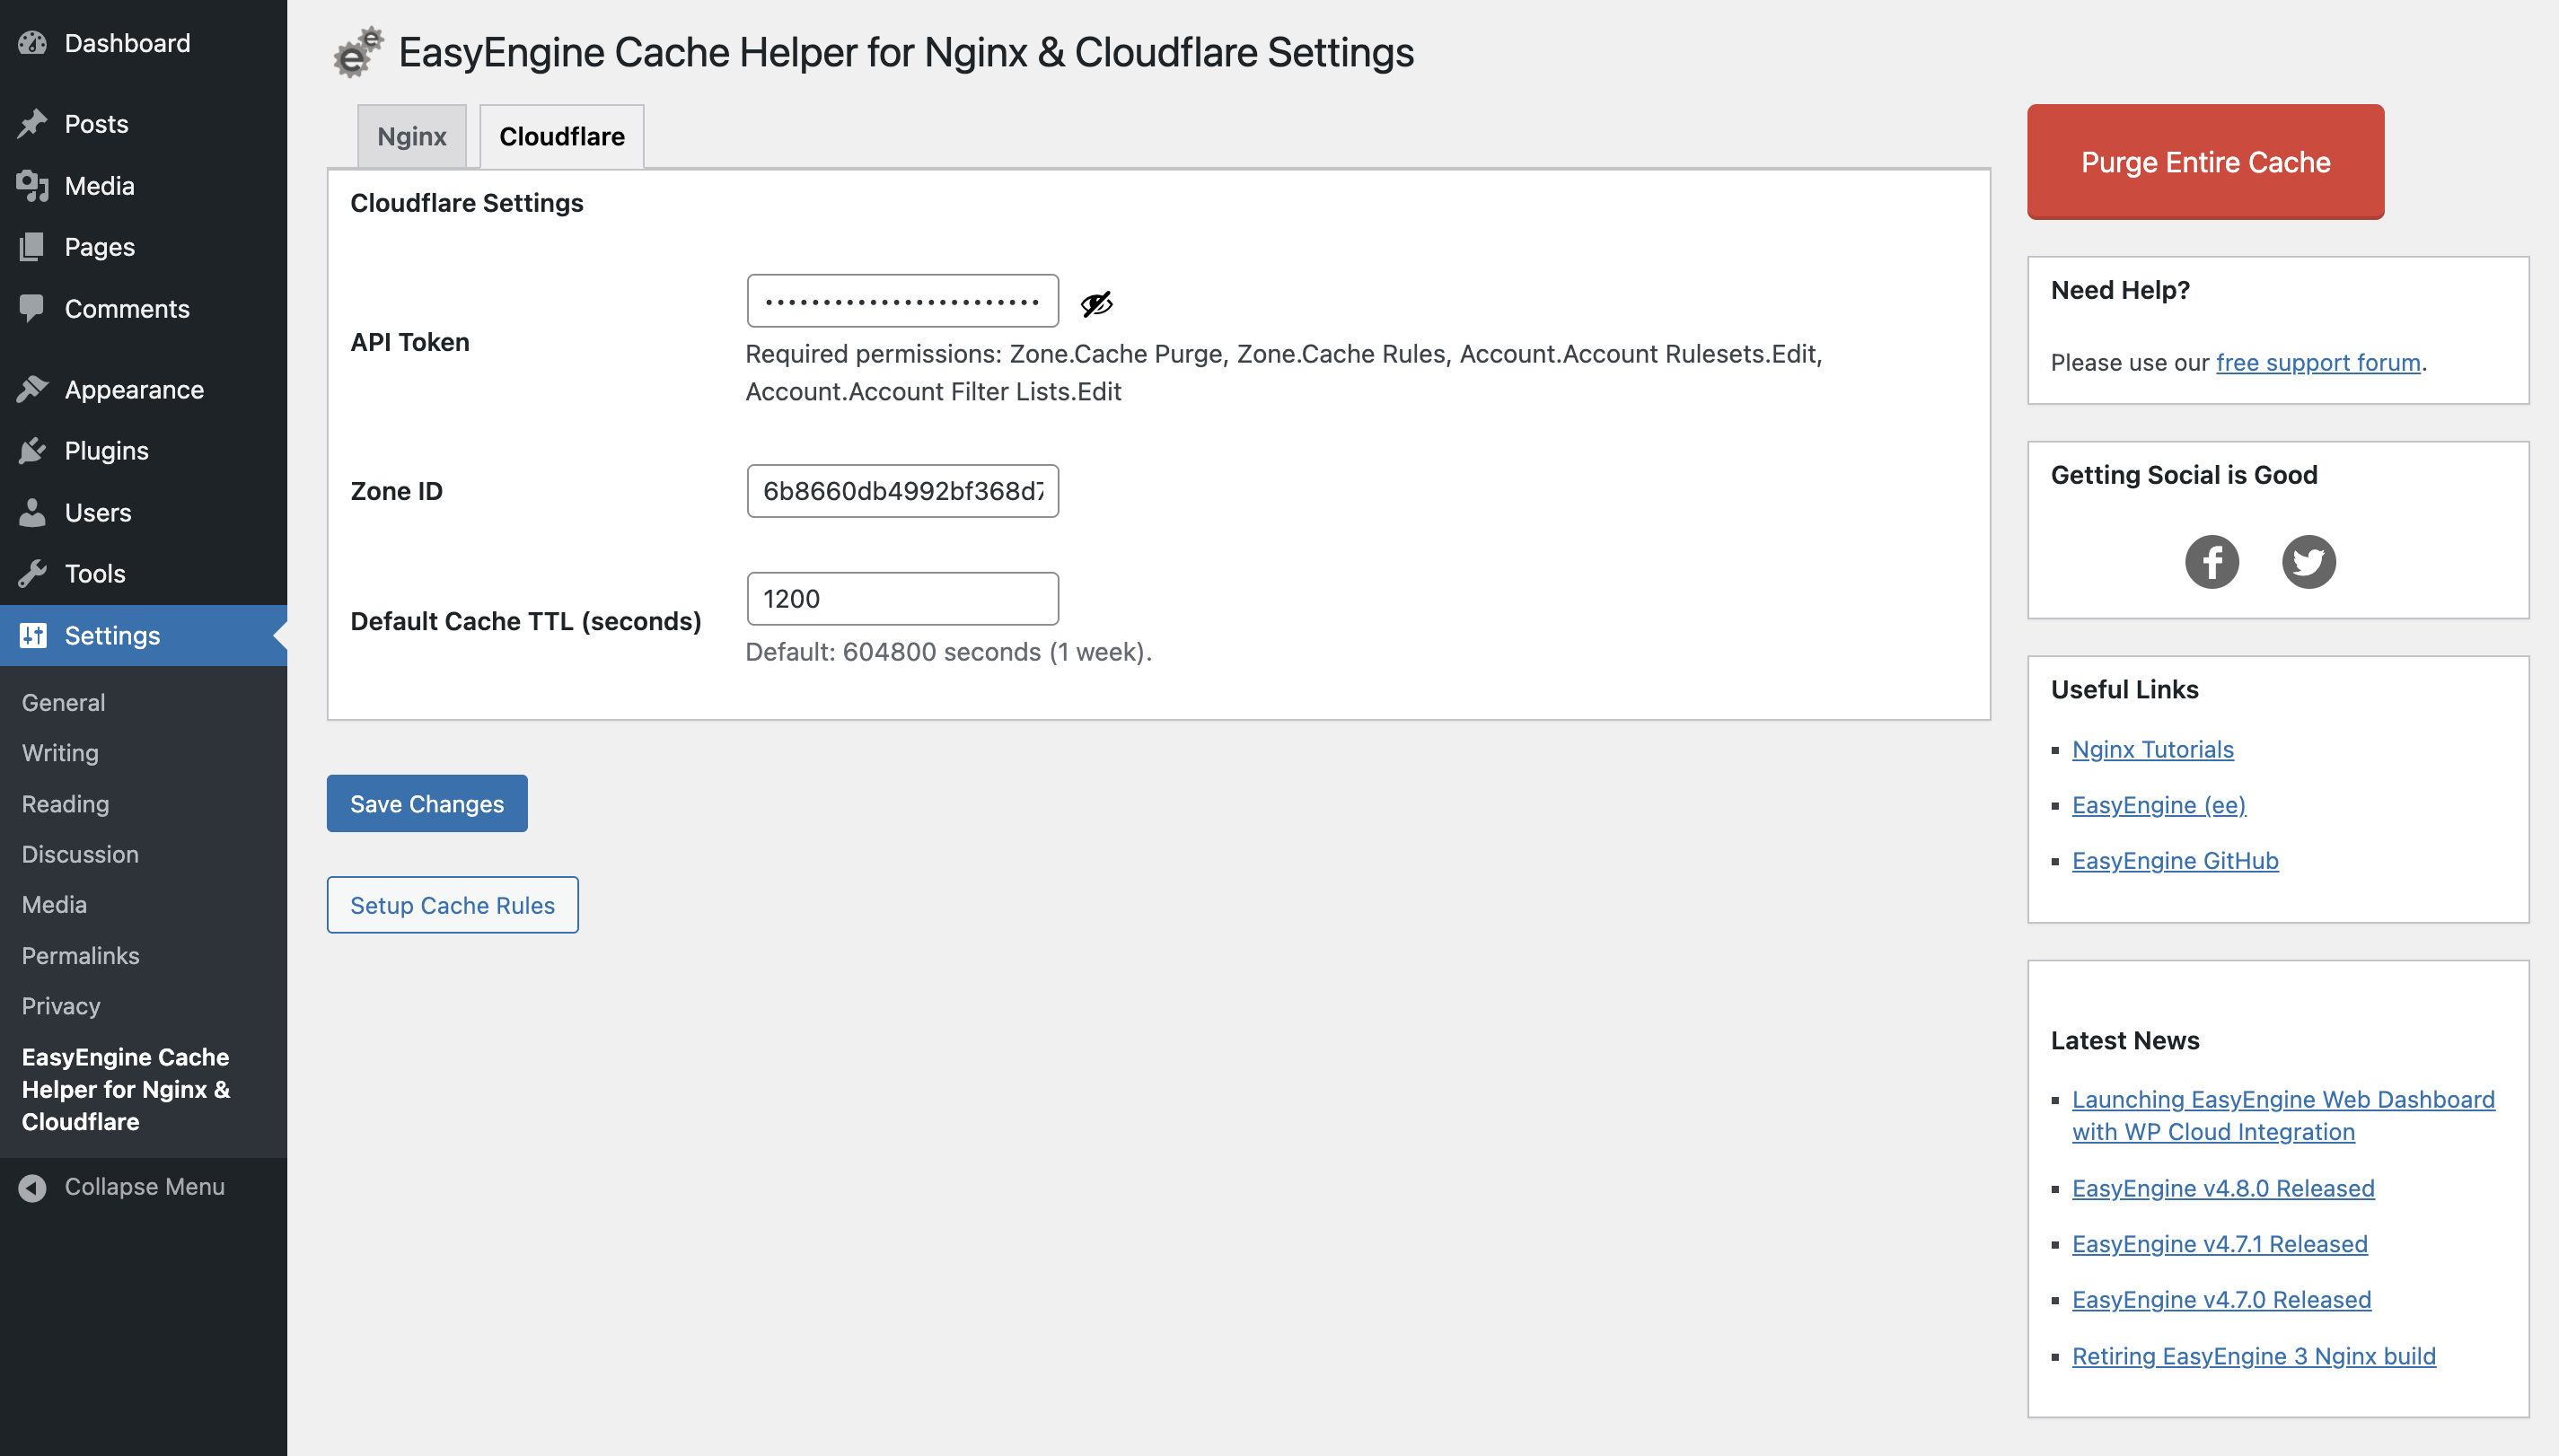 Dashboard
Posts
Media
Pages
Comments
Appearance
Plugins
Users
Tools
Settings
General
Writing
Reading
Discussion
Media
Permalinks
Privacy
EasyEngine Cache
Helper for Nginx &
Cloudflare
Collapse Menu
EasyEngine Cache Helper for Nginx & Cloudflare Settings
Nginx
Cloudflare
Cloudflare Settings
API Token
Required permissions: Zone.Cache Purge, Zone.Cache Rules, Account.Account Rulesets.Edit,
Account.Account Filter Lists.Edit
Zone ID
6b8660db4992bf368d7
Default Cache TTL (seconds)
1200
Default: 604800 seconds (1 week).
Save Changes
Setup Cache Rules
Purge Entire Cache
Need Help?
Please use our free support forum.
Getting Social is Good
Useful Links
Nginx Tutorials
EasyEngine (ee)
EasyEngine GitHub
Latest News
Launching EasyEngine Web Dashboard
with WP Cloud Integration
EasyEngine v4.8.0 Released
EasyEngine v4.7.1 Released
EasyEngine v4.7.0 Released
Retiring EasyEngine 3 Nginx build